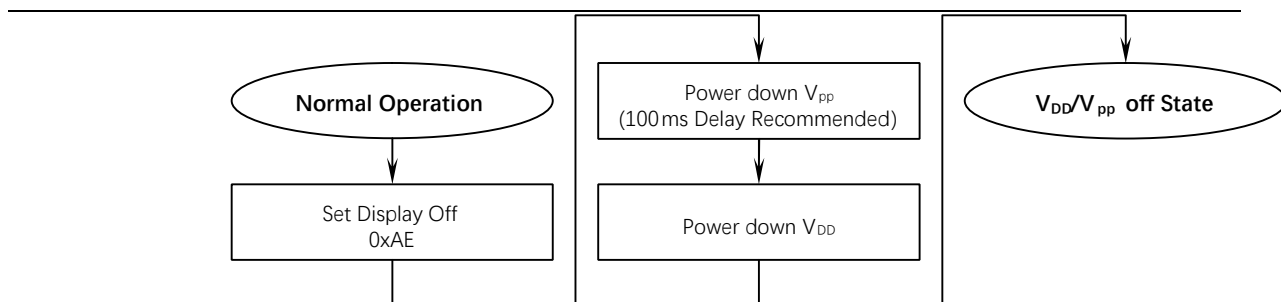 Normal Operation
Set Display Off
0xAE
Power down Vpp
(100ms Delay Recommended)
Power down VDD
VDD/Vpp off State